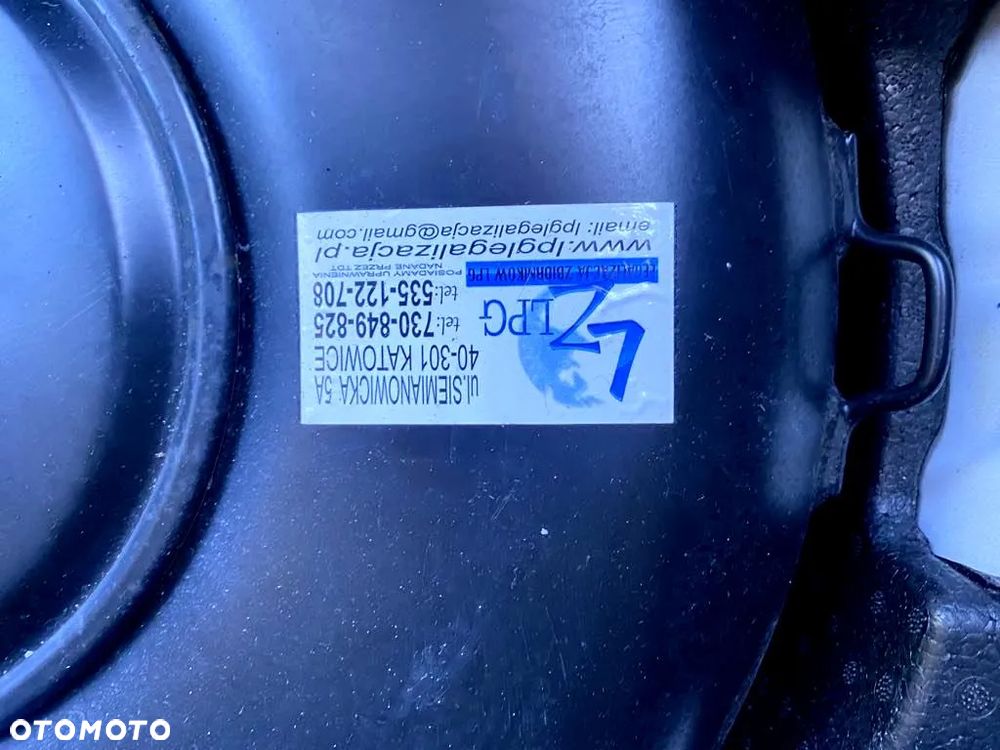 LZ LPG
LEGALIZACJA ZBIORNIKÓW LPG
ul.SIEMIANOWICKA 5A
40-301 KATOWICE
tel:730-849-825
tel:535-122-708
POSIADAMY UPRAWNIENIA
NADANE PRZEZ TDT
www.lpglegalizacja.pl
email: lpglegalizacja@gmail.com
OTOMOTO